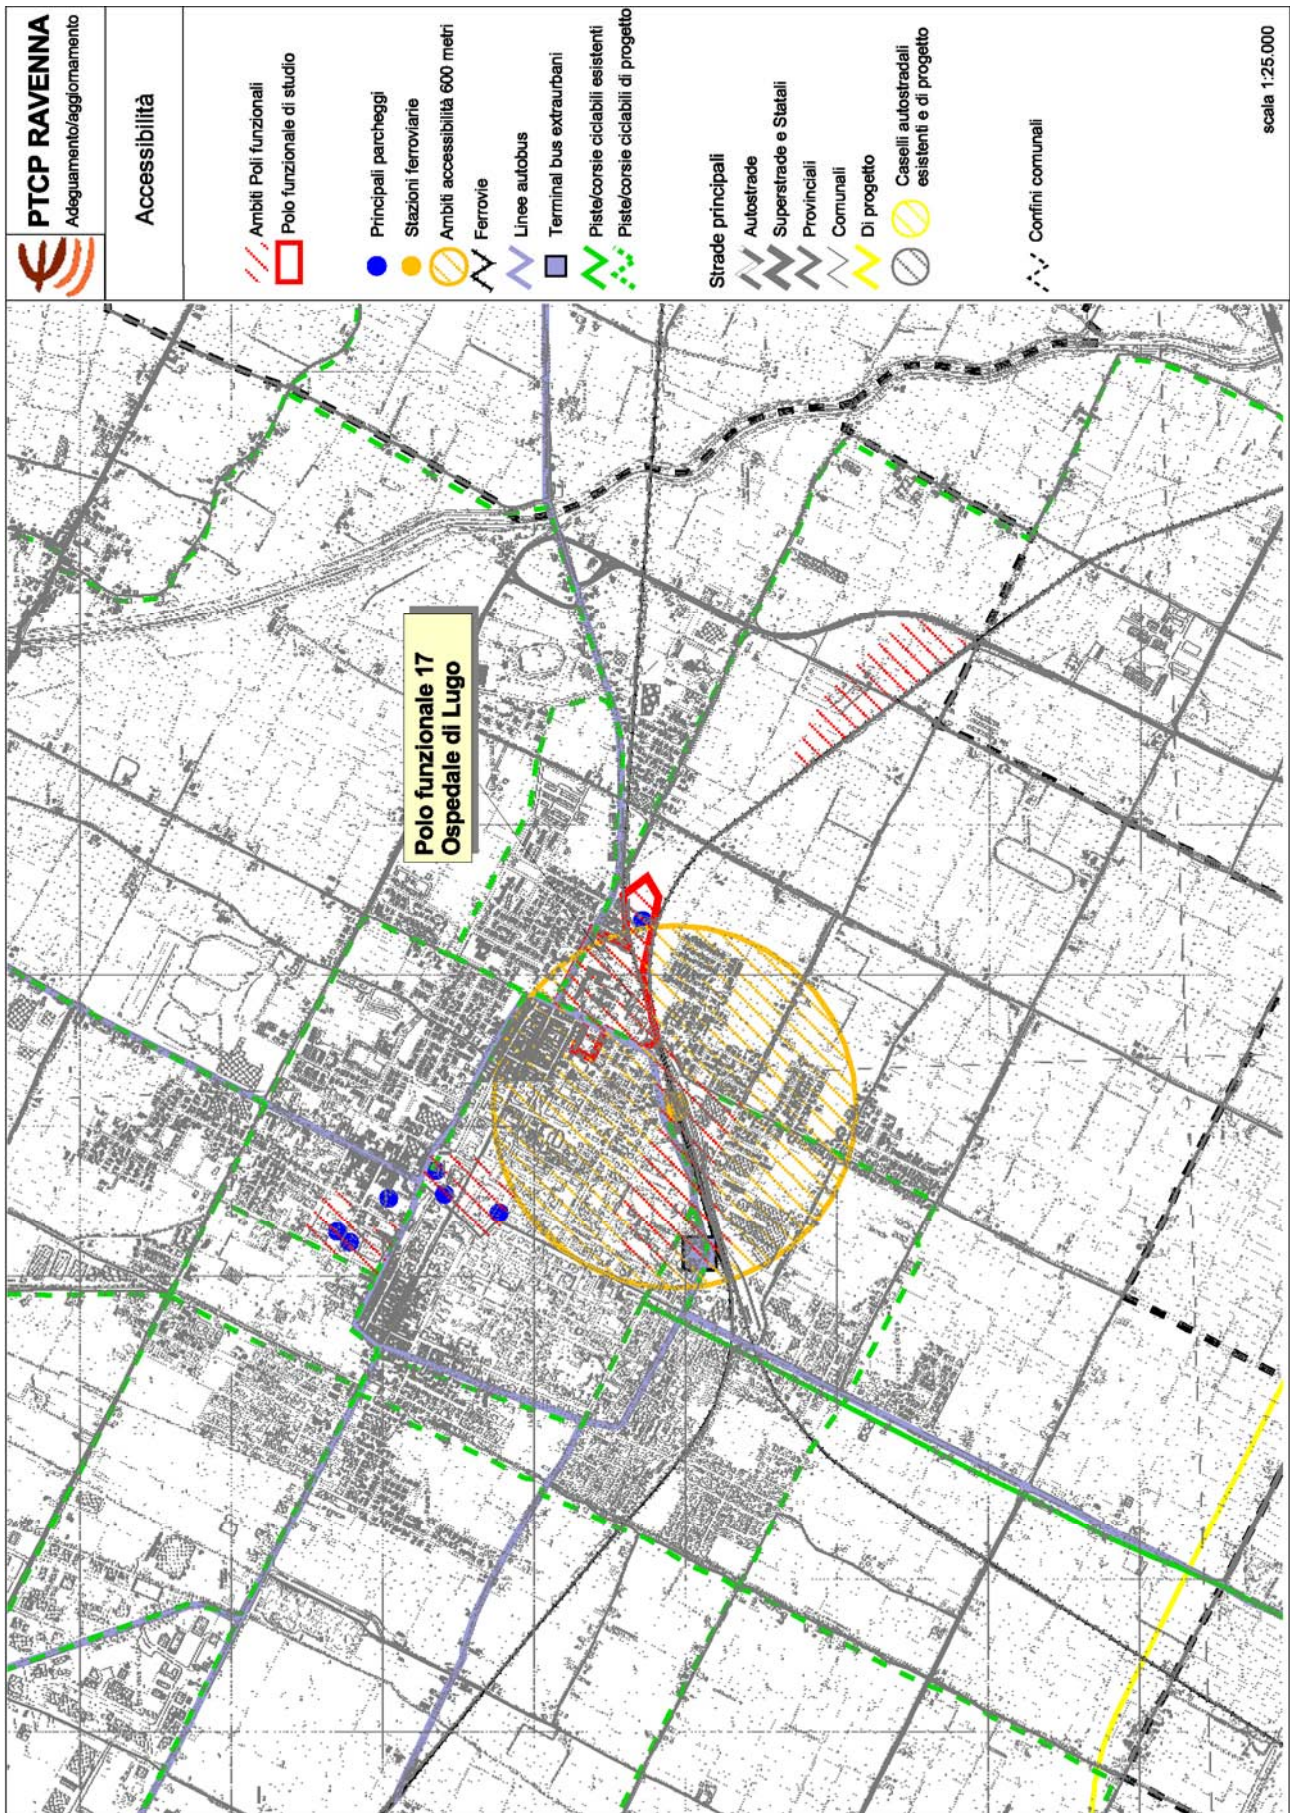 PTCP RAVENNA
Adeguamento/aggiornamento
Accessibilità
Ambiti Poli funzionali
Polo funzionale di studio
Principali parcheggi
Stazioni ferroviarie
Ambiti accessibilità 600 metri
Ferrovie
Linee autobus
Terminal bus extraurbani
Piste/corsie ciclabili esistenti
Piste/corsie ciclabili di progetto
Strade principali
Autostrade
Superstrade e Statali
Provinciali
Comunali
Di progetto
Caselli autostradali
esistenti e di progetto
Confini comunali
scala 1:25.000
Polo funzionale 17
Ospedale di Lugo